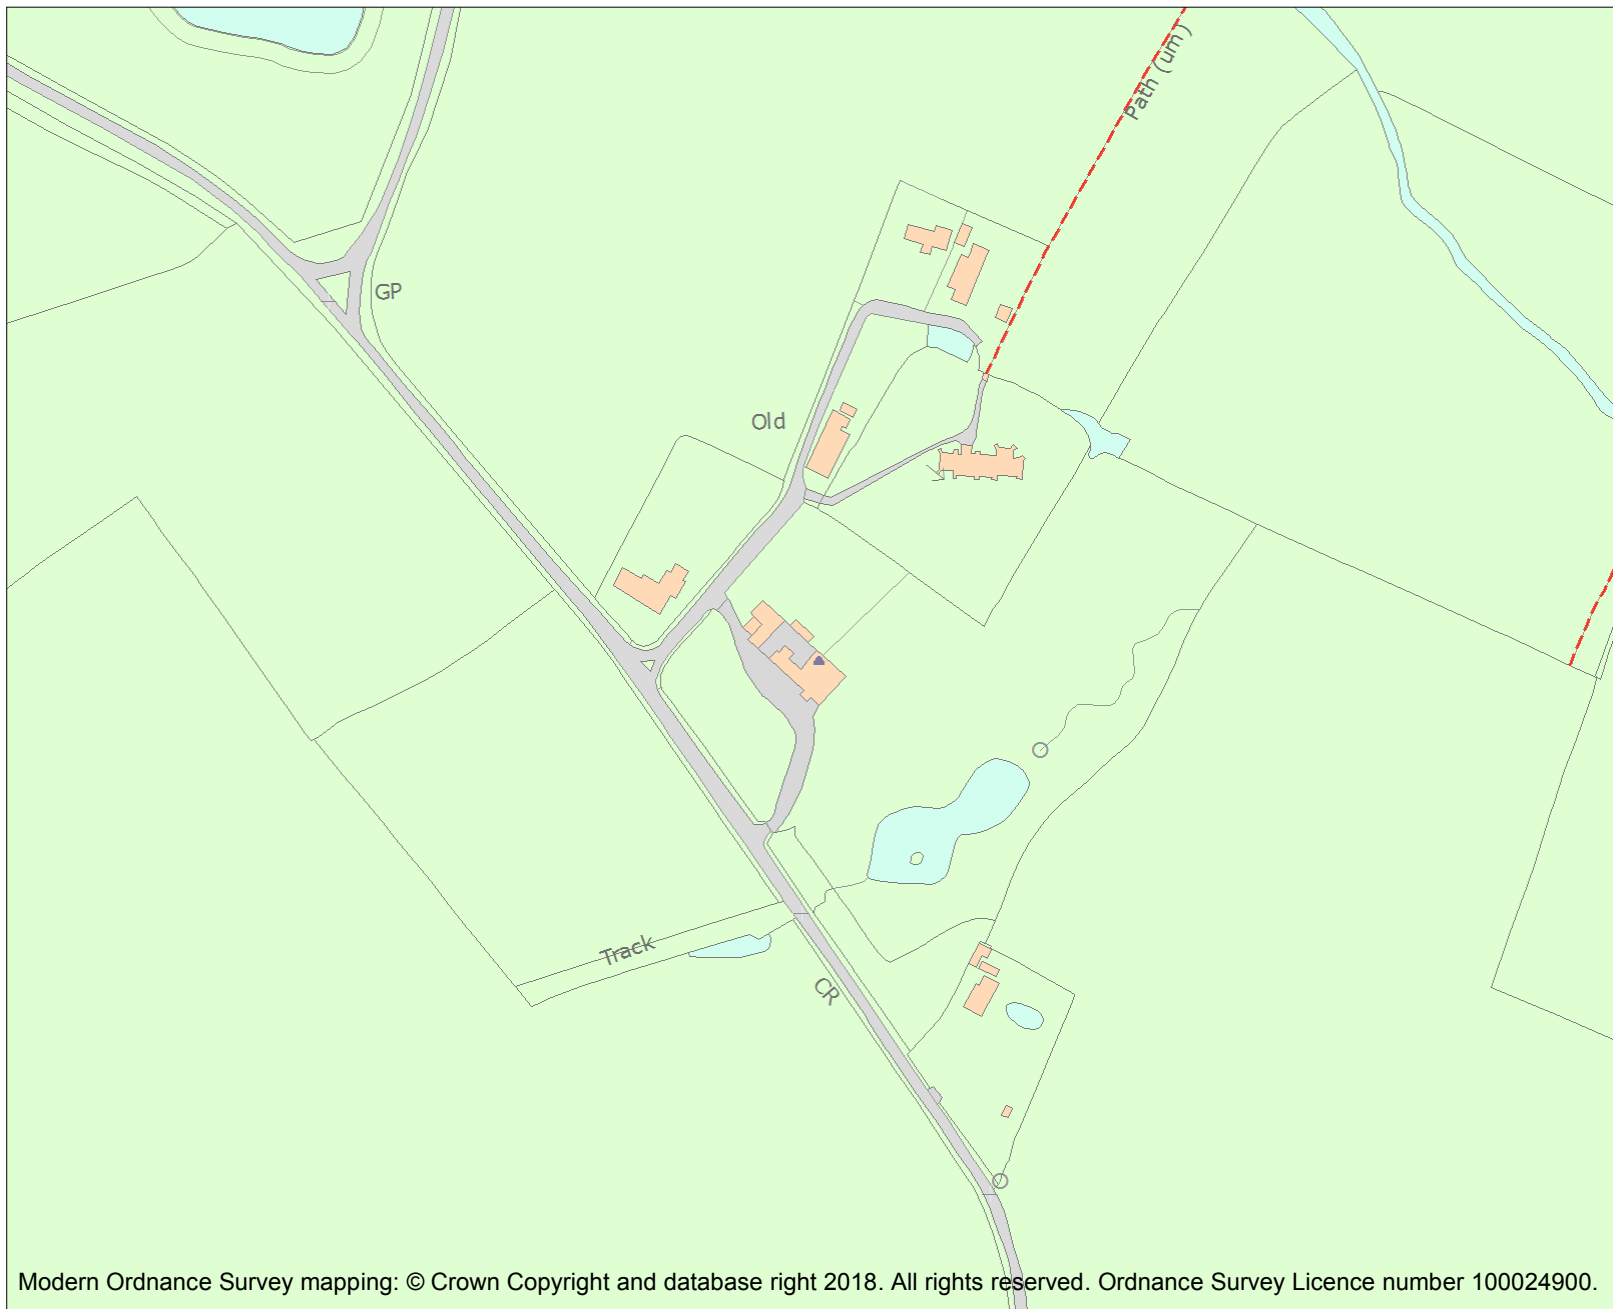 Path (um)
GP
Old
Track
CR
Modern Ordnance Survey mapping: © Crown Copyright and database right 2018. All rights reserved. Ordnance Survey Licence number 100024900.